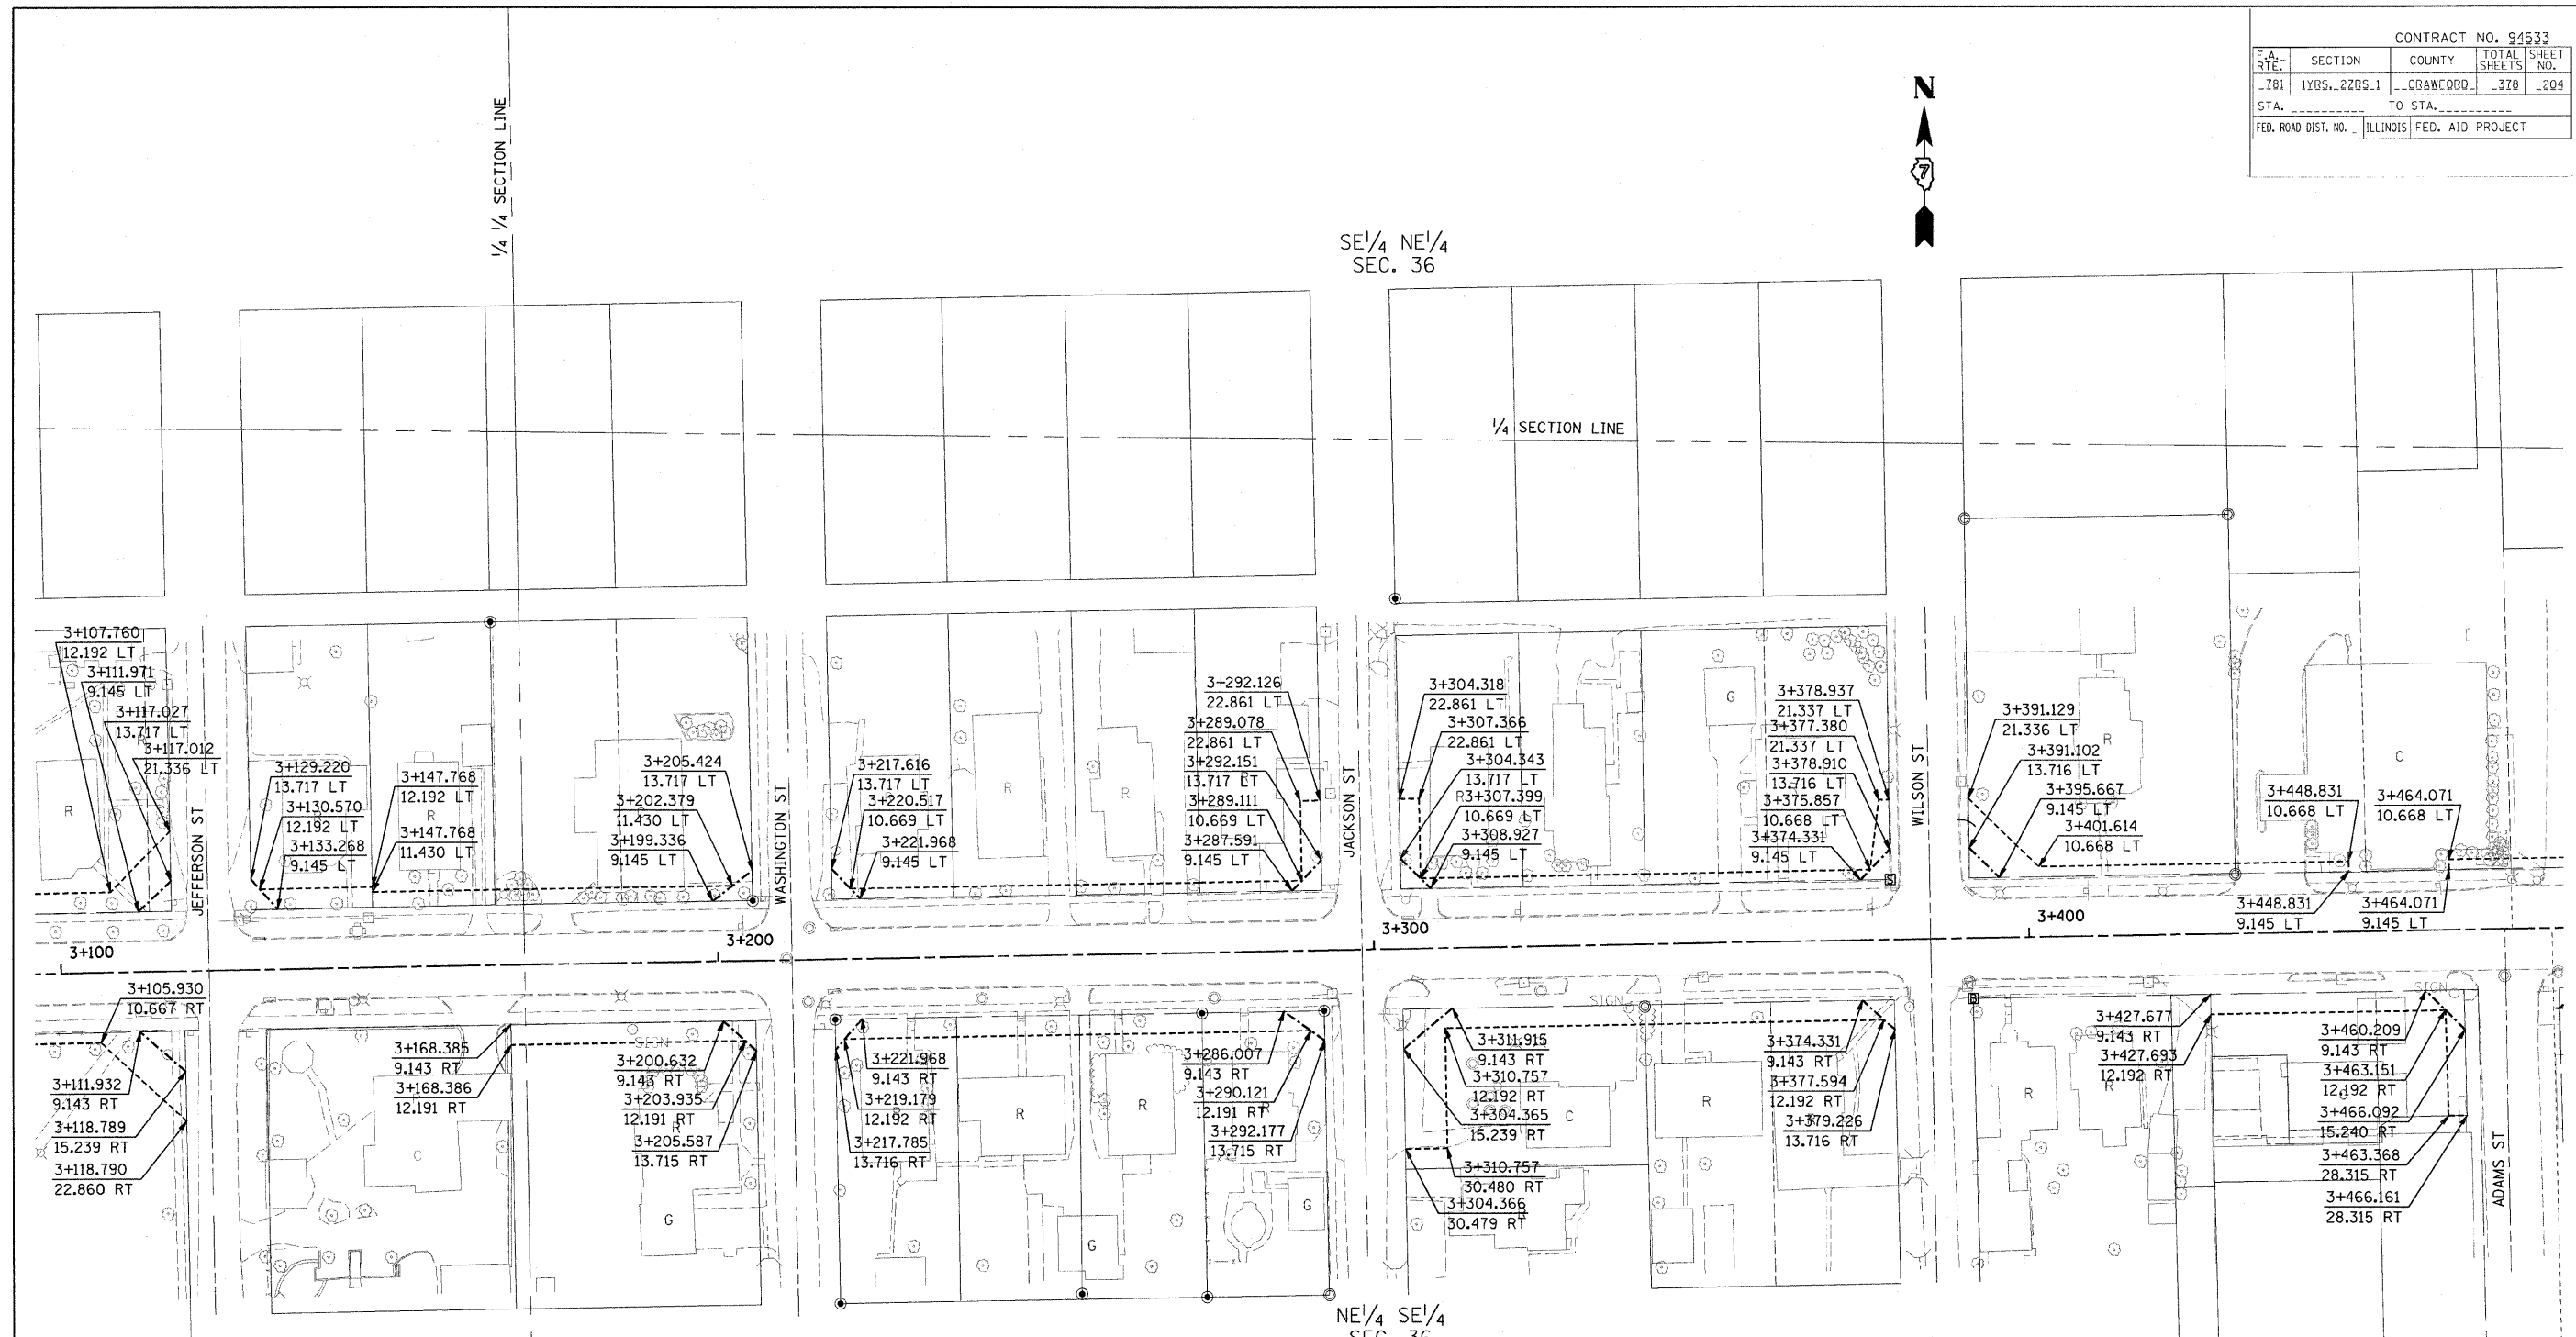 CONTRACT NO. 94533
F.A. RTE. SECTION COUNTY TOTAL SHEETS SHEET NO.
781 1YRS, 2ZRS-1 CRAWFORD 378 204
STA. TO STA.
FED. ROAD DIST. NO. ILLINOIS FED. AID PROJECT
N
7
1/4 1/4 SECTION LINE
SE1/4 NE1/4
SEC. 36
1/4 SECTION LINE
3+107.760
12.192 LT
3+111.971
9.145 LT
3+117.027
13.717 LT
3+117.012
21.336 LT
R
JEFFERSON ST
3+129.220
13.717 LT
3+130.570
12.192 LT
3+133.268
9.145 LT
3+147.768
12.192 LT
R
3+147.768
11.430 LT
3+205.424
13.717 LT
3+202.379
11.430 LT
3+199.336
9.145 LT
WASHINGTON ST
3+217.616
13.717 LT
3+220.517
10.669 LT
3+221.968
9.145 LT
R
R
3+292.126
22.861 LT
3+289.078
22.861 LT
3+292.151
13.717 LT
R
3+289.111
10.669 LT
3+287.591
9.145 LT
JACKSON ST
3+304.318
22.861 LT
3+307.366
22.861 LT
3+304.343
13.717 LT
R
3+307.399
10.669 LT
3+308.927
9.145 LT
G
3+378.937
21.337 LT
3+377.380
21.337 LT
3+378.910
13.716 LT
3+375.857
10.668 LT
3+374.331
9.145 LT
S
WILSON ST
3+391.129
21.336 LT
R
3+391.102
13.716 LT
3+395.667
9.145 LT
3+401.614
10.668 LT
C
3+448.831
10.668 LT
3+464.071
10.668 LT
3+448.831
9.145 LT
3+464.071
9.145 LT
3+100
3+200
3+300
3+400
3+105.930
10.667 RT
3+111.932
9.143 RT
3+118.789
15.239 RT
3+118.790
22.860 RT
3+168.385
9.143 RT
3+168.386
12.191 RT
C
SIGN
3+200.632
9.143 RT
3+203.935
12.191 RT
R
3+205.587
13.715 RT
G
3+221.968
9.143 RT
3+219.179
12.192 RT
3+217.785
13.716 RT
R
R
G
3+286.007
9.143 RT
3+290.121
12.191 RT
R
3+292.177
13.715 RT
G
SIGN
3+311.915
9.143 RT
3+310.757
12.192 RT
3+304.365
15.239 RT
C
3+310.757
30.480 RT
3+304.366
30.479 RT
R
3+374.331
9.143 RT
3+377.594
12.192 RT
3+379.226
13.716 RT
R
R
3+427.677
9.143 RT
3+427.693
12.192 RT
R
SIGN
3+460.209
9.143 RT
3+463.151
12.192 RT
C
3+466.092
15.240 RT
3+463.368
28.315 RT
3+466.161
28.315 RT
ADAMS ST
NE1/4 SE1/4
SEC. 36